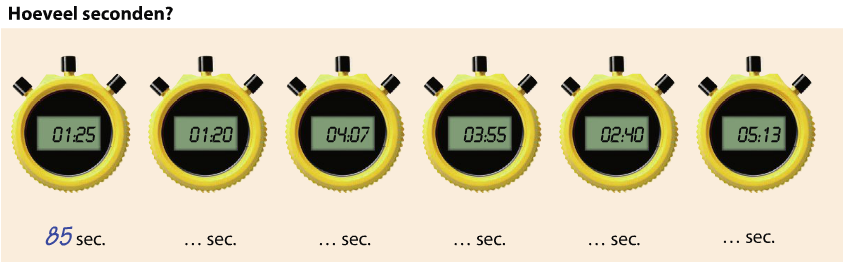 Hoeveel seconden?
01:25 01:20 04:07 03:55 02:40 05:13
85 sec. ... sec. ... sec. ... sec. ... sec. ... sec.